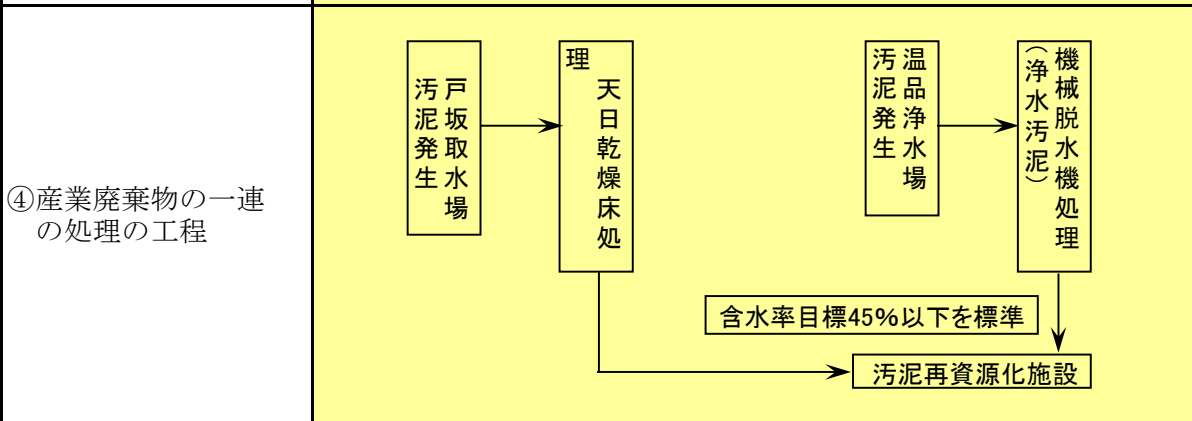 ④産業廃棄物の一連
の処理の工程
戸坂取水場
汚泥発生
天日乾燥床処
理
温品浄水場
汚泥発生
機械脱水機処理
(浄水汚泥)
含水率目標45%以下を標準
汚泥再資源化施設